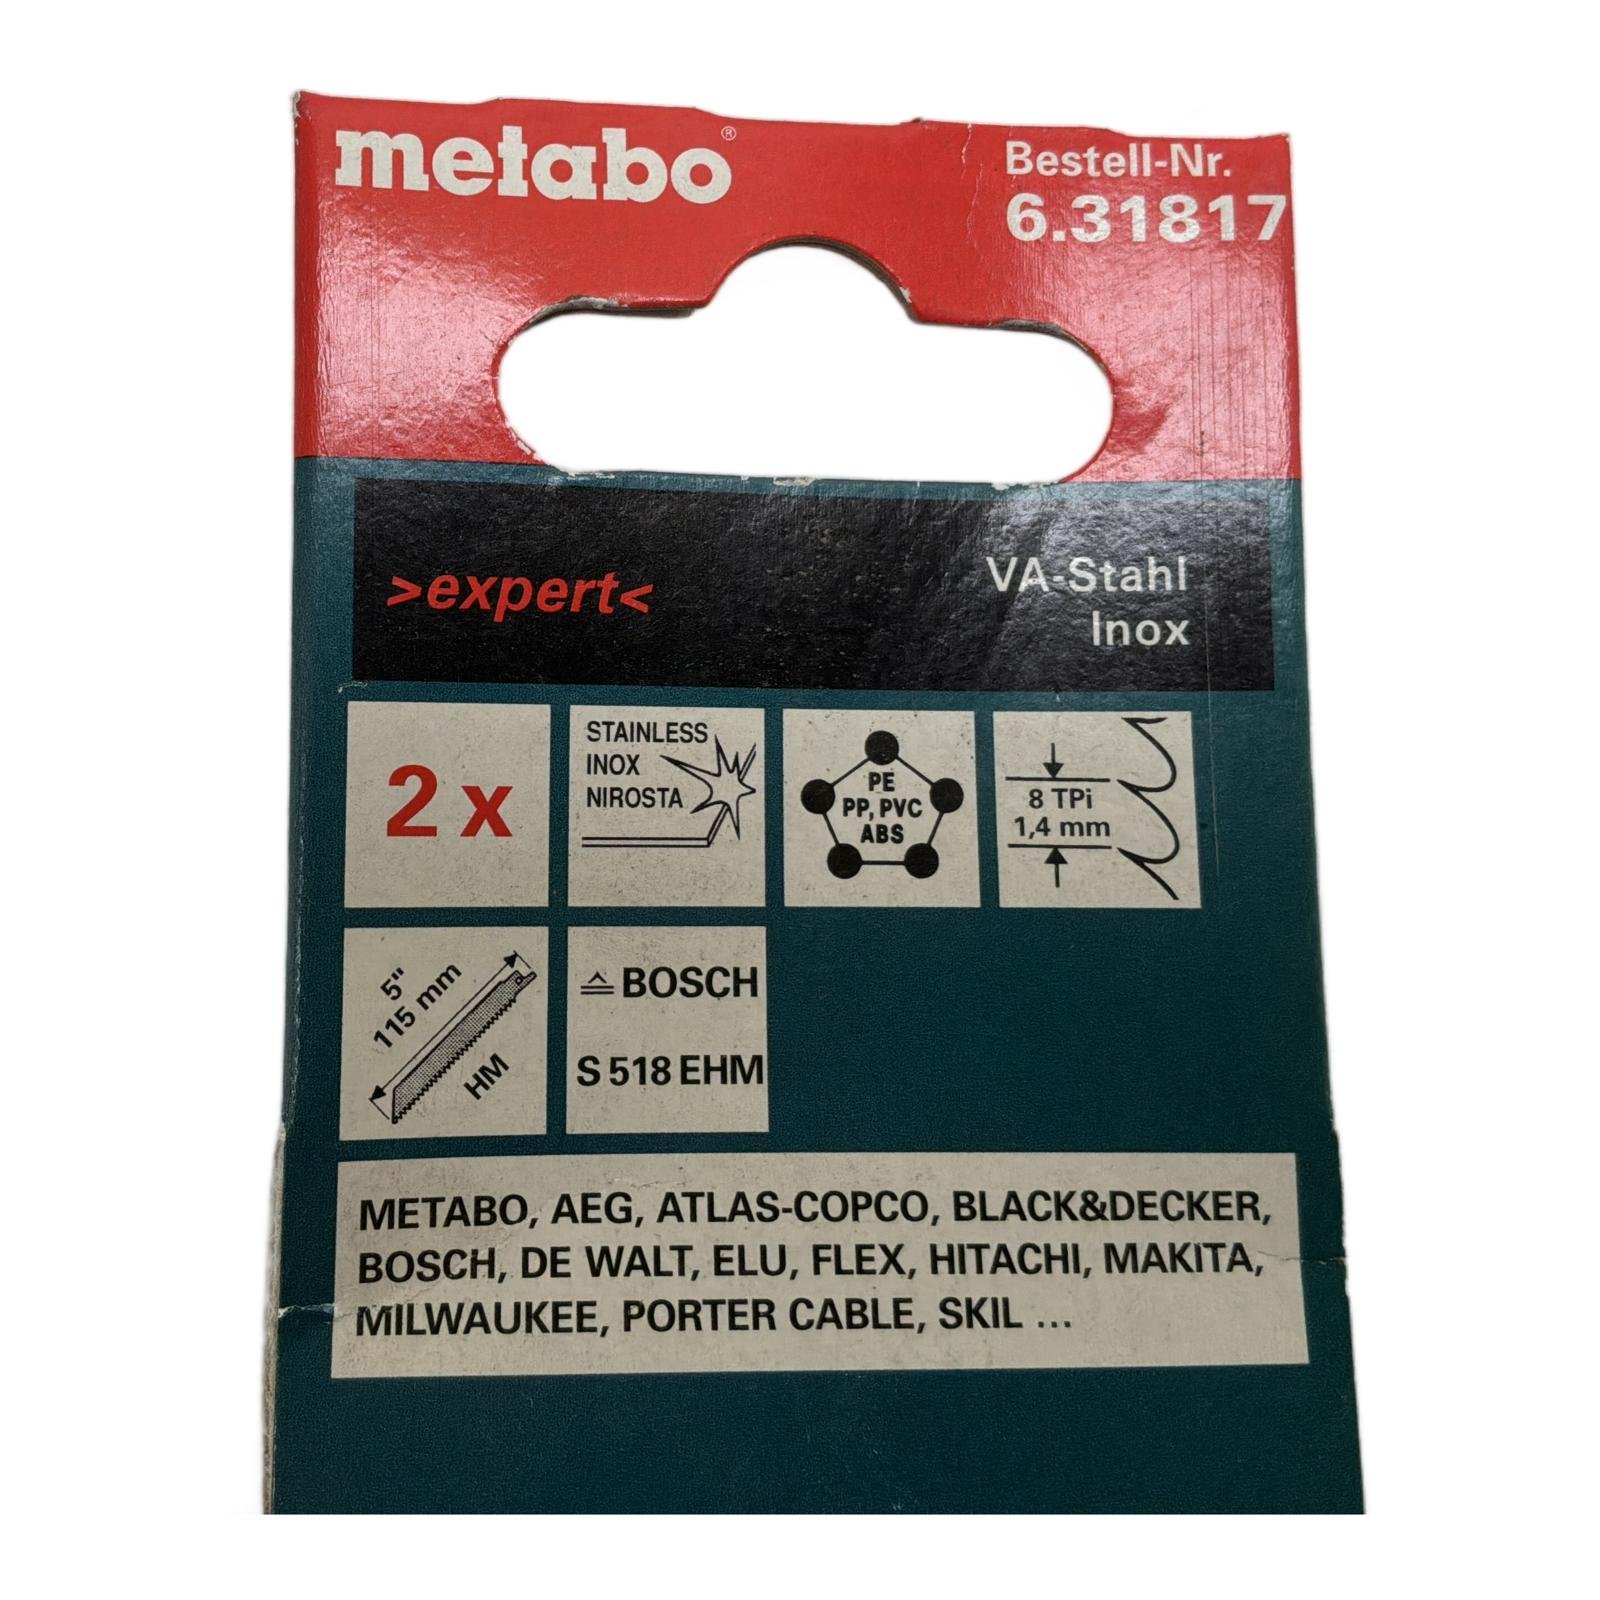 metabo®
Bestell-Nr.
6.31817
>expert<
VA-Stahl
Inox
2 x
STAINLESS
INOX
NIROSTA
PE
PP, PVC
ABS
8 TPi
1,4 mm
5"
115 mm
HM
≙ BOSCH
S 518 EHM
METABO, AEG, ATLAS-COPCO, BLACK&DECKER,
BOSCH, DE WALT, ELU, FLEX, HITACHI, MAKITA,
MILWAUKEE, PORTER CABLE, SKIL ...